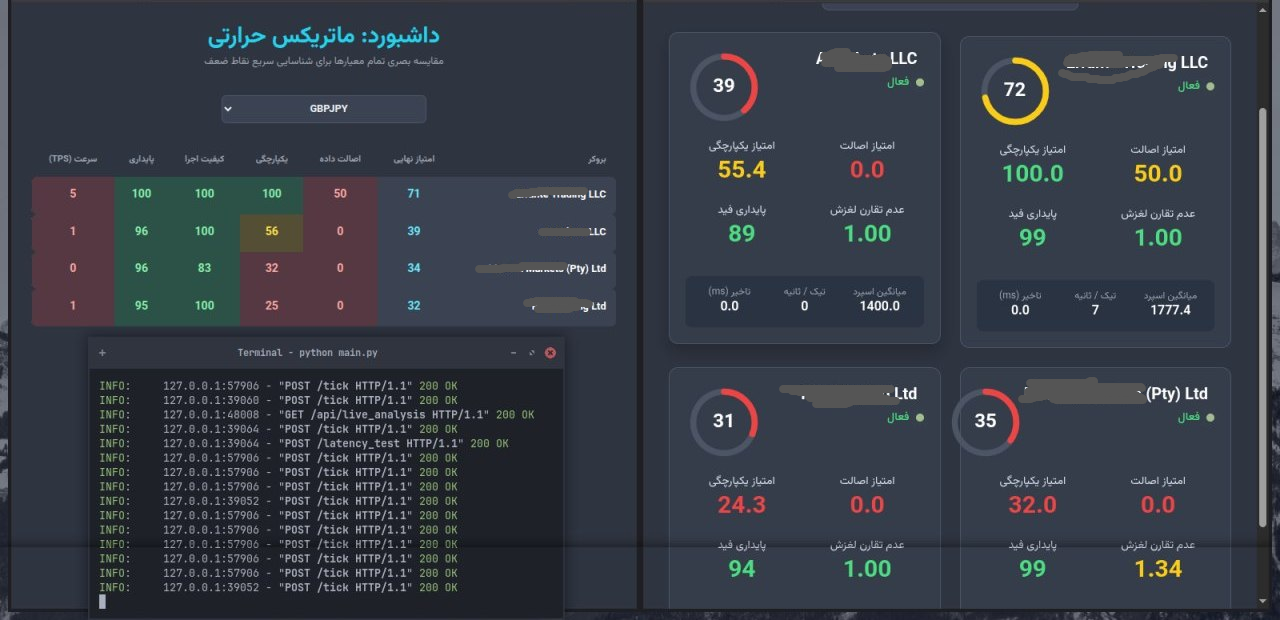 داشبورد: ماتریکس حرارتی
مقایسه بصری تمام معیارها برای شناسایی سریع نقاط ضعف
GBPJPY
بروکر امتیاز نهایی اصالت داده یکپارچگی کیفیت اجرا پایداری سرعت (TPS)
Trading LLC 71 50 100 100 100 5
LLC 39 0 56 100 96 1
Markets (Pty) Ltd 34 0 32 83 96 0
Ltd 32 0 25 100 95 1
Terminal - python main.py
INFO: 127.0.0.1:57906 - "POST /tick HTTP/1.1" 200 OK
INFO: 127.0.0.1:39060 - "POST /tick HTTP/1.1" 200 OK
INFO: 127.0.0.1:48008 - "GET /api/live_analysis HTTP/1.1" 200 OK
INFO: 127.0.0.1:39064 - "POST /tick HTTP/1.1" 200 OK
INFO: 127.0.0.1:39064 - "POST /latency_test HTTP/1.1" 200 OK
INFO: 127.0.0.1:57906 - "POST /tick HTTP/1.1" 200 OK
INFO: 127.0.0.1:57906 - "POST /tick HTTP/1.1" 200 OK
INFO: 127.0.0.1:57906 - "POST /tick HTTP/1.1" 200 OK
INFO: 127.0.0.1:39052 - "POST /tick HTTP/1.1" 200 OK
INFO: 127.0.0.1:57906 - "POST /tick HTTP/1.1" 200 OK
INFO: 127.0.0.1:57906 - "POST /tick HTTP/1.1" 200 OK
INFO: 127.0.0.1:57906 - "POST /tick HTTP/1.1" 200 OK
INFO: 127.0.0.1:57906 - "POST /tick HTTP/1.1" 200 OK
INFO: 127.0.0.1:57906 - "POST /tick HTTP/1.1" 200 OK
INFO: 127.0.0.1:39052 - "POST /tick HTTP/1.1" 200 OK
LLC
فعال
72
امتیاز اصالت امتیاز یکپارچگی
50.0 100.0
عدم تقارن لغزش پایداری فید
1.00 99
میانگین اسپرد تیک / ثانیه تاخیر (ms)
1777.4 7 0.0
LLC
فعال
39
امتیاز اصالت امتیاز یکپارچگی
0.0 55.4
عدم تقارن لغزش پایداری فید
1.00 89
میانگین اسپرد تیک / ثانیه تاخیر (ms)
1400.0 0 0.0
(Pty) Ltd
فعال
35
امتیاز اصالت امتیاز یکپارچگی
0.0 32.0
عدم تقارن لغزش پایداری فید
1.34 99
Ltd
فعال
31
امتیاز اصالت امتیاز یکپارچگی
0.0 24.3
عدم تقارن لغزش پایداری فید
1.00 94